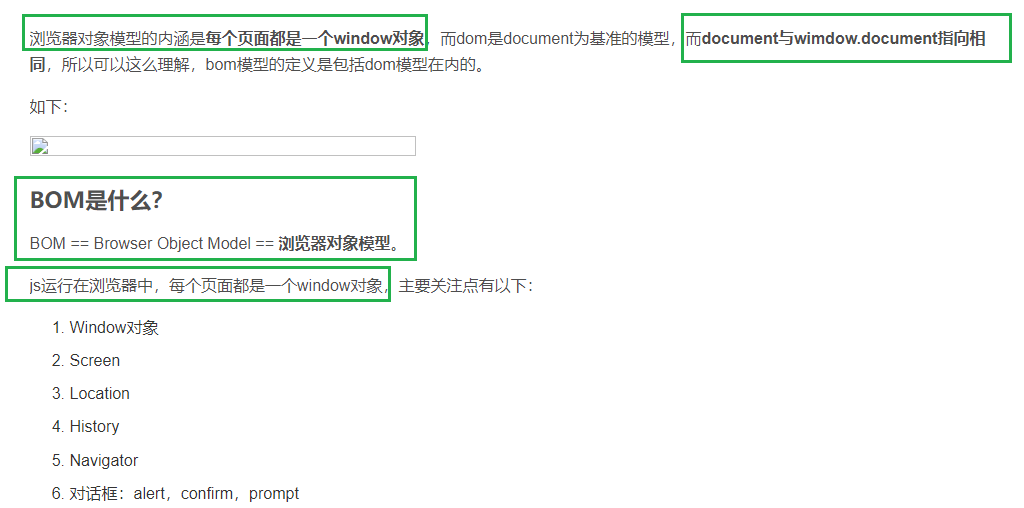 浏览器对象模型的内涵是每个页面都是一个window对象，而dom是document为基准的模型，而document与wimdow.document指向相
同，所以可以这么理解，bom模型的定义是包括dom模型在内的。
如下：
BOM是什么？
BOM == Browser Object Model == 浏览器对象模型。
js运行在浏览器中，每个页面都是一个window对象，主要关注点有以下：
1. Window对象
2. Screen
3. Location
4. History
5. Navigator
6. 对话框：alert，confirm，prompt